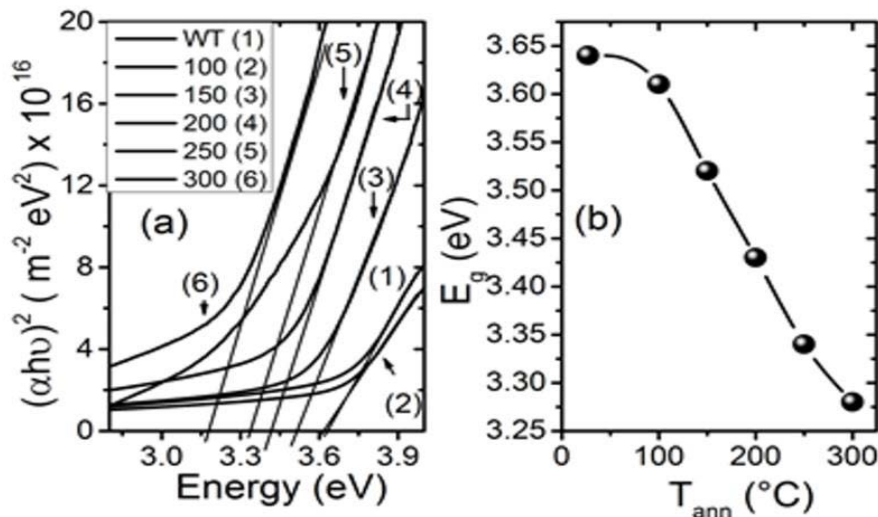 (αhυ)² ( m⁻² eV²) x 10¹⁶
20
16
12
8
4
0
WT (1)
100 (2)
150 (3)
200 (4)
250 (5)
300 (6)
(a)
(5)
(4)
(3)
(1)
(6)
(2)
3.0 3.3 3.6 3.9
Energy (eV)
E_g (eV)
3.65
3.60
3.55
3.50
3.45
3.40
3.35
3.30
3.25
(b)
0 100 200 300
T_ann (°C)